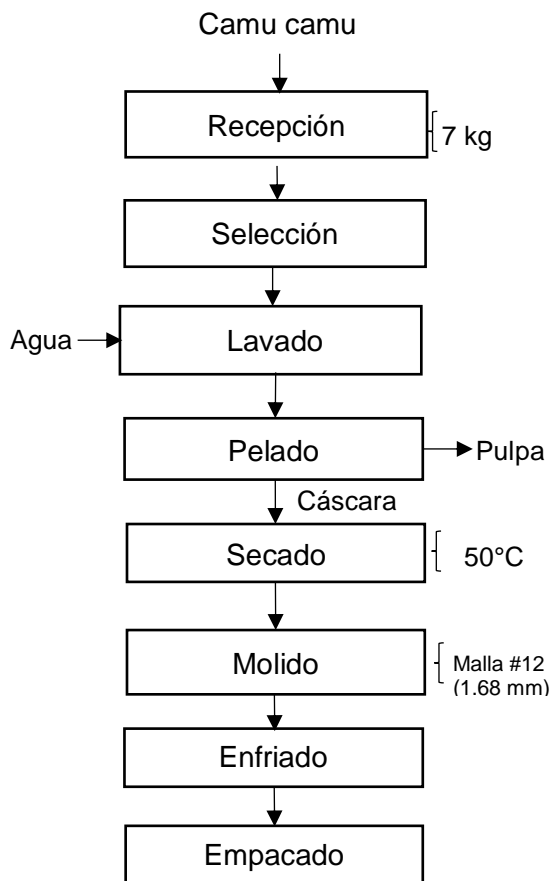 Camu camu
Recepción
7 kg
Selección
Agua
Lavado
Pelado
Pulpa
Cáscara
Secado
50°C
Molido
Malla #12
(1.68 mm)
Enfriado
Empacado